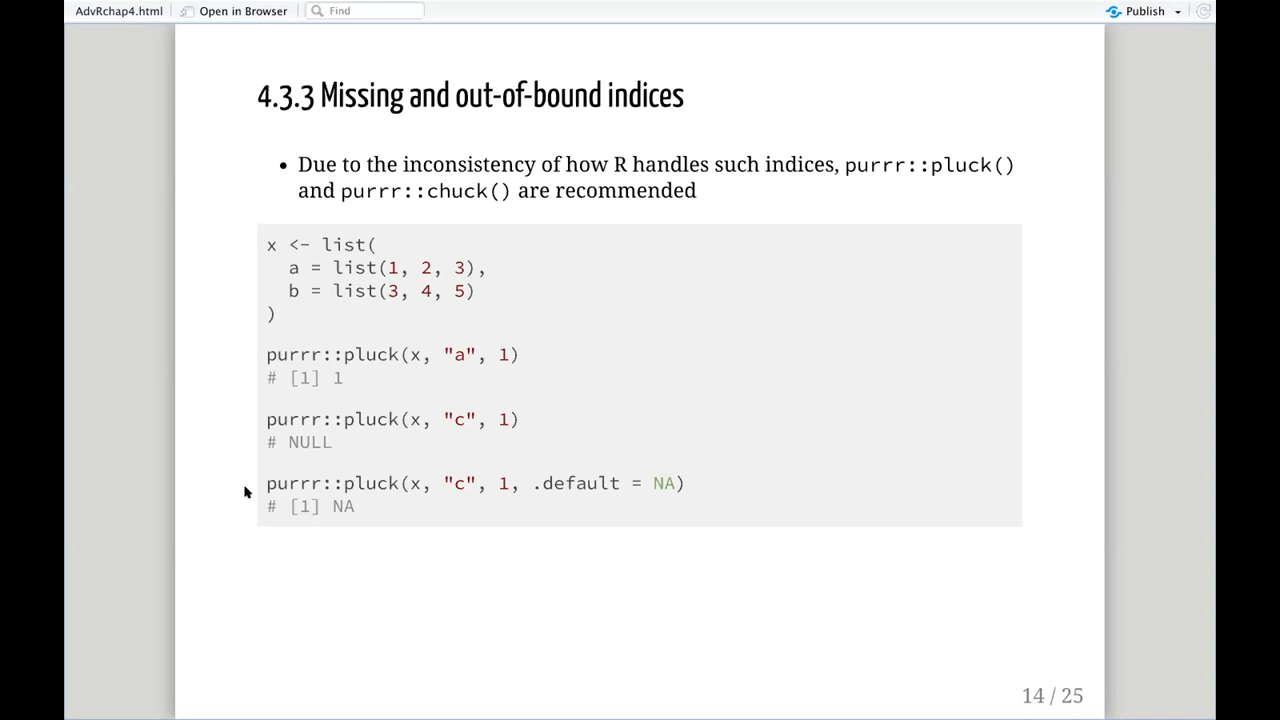 AdvRchap4.html
Open in Browser
Find
Publish
4.3.3 Missing and out-of-bound indices
• Due to the inconsistency of how R handles such indices, purrr::pluck()
and purrr::chuck() are recommended
x <- list(
  a = list(1, 2, 3),
  b = list(3, 4, 5)
)
purrr::pluck(x, "a", 1)
# [1] 1
purrr::pluck(x, "c", 1)
# NULL
purrr::pluck(x, "c", 1, .default = NA)
# [1] NA
14 / 25